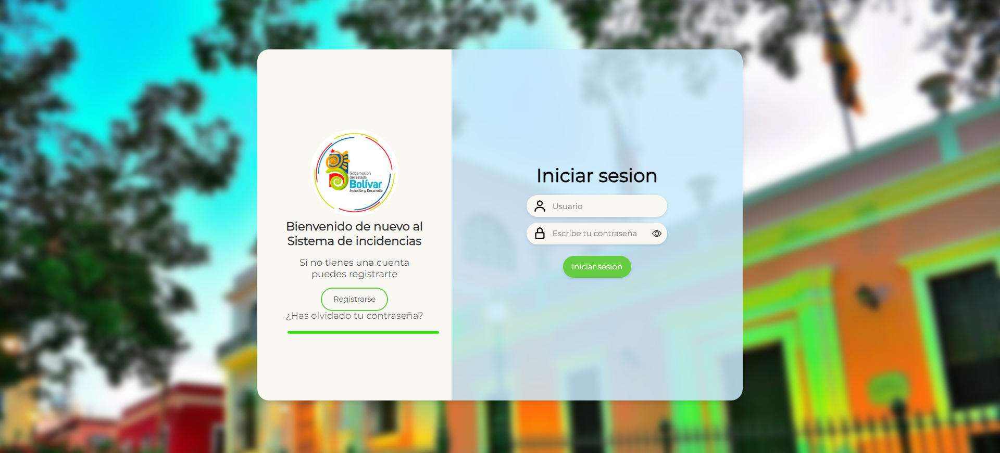 Gobernación
del estado
Bolívar
Inclusión y Desarrollo
Bienvenido de nuevo al
Sistema de incidencias
Si no tienes una cuenta
puedes registrarte
Registrarse
¿Has olvidado tu contraseña?
Iniciar sesion
Usuario
Escribe tu contraseña
Iniciar sesion